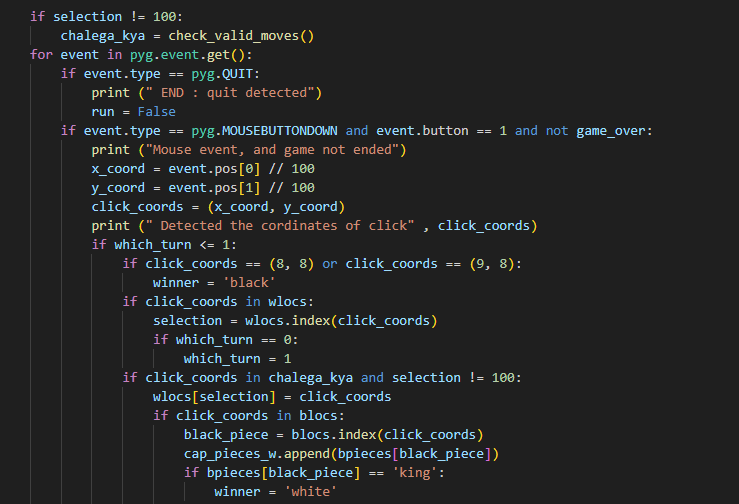 if selection != 100:
    chalega_kya = check_valid_moves()
for event in pyg.event.get():
    if event.type == pyg.QUIT:
        print (" END : quit detected")
        run = False
    if event.type == pyg.MOUSEBUTTONDOWN and event.button == 1 and not game_over:
        print ("Mouse event, and game not ended")
        x_coord = event.pos[0] // 100
        y_coord = event.pos[1] // 100
        click_coords = (x_coord, y_coord)
        print (" Detected the cordinates of click" , click_coords)
        if which_turn <= 1:
            if click_coords == (8, 8) or click_coords == (9, 8):
                winner = 'black'
            if click_coords in wlocs:
                selection = wlocs.index(click_coords)
                if which_turn == 0:
                    which_turn = 1
            if click_coords in chalega_kya and selection != 100:
                wlocs[selection] = click_coords
                if click_coords in blocs:
                    black_piece = blocs.index(click_coords)
                    cap_pieces_w.append(bpieces[black_piece])
                    if bpieces[black_piece] == 'king':
                        winner = 'white'